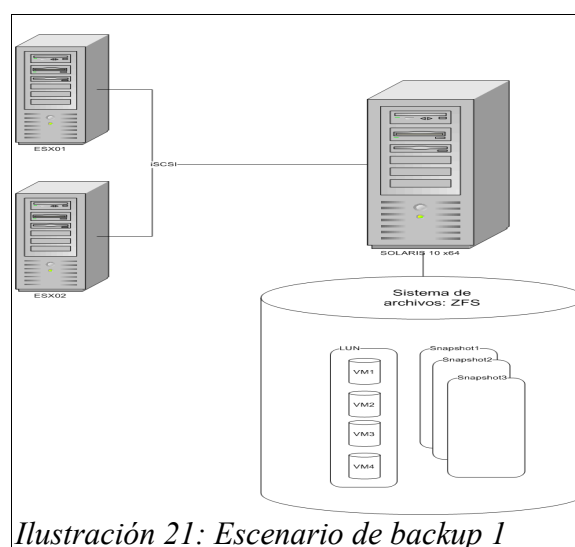 ESX01
iSCSI
ESX02
SOLARIS 10 x64
Sistema de
archivos: ZFS
LUN
VM1
VM2
VM3
VM4
Snapshot1
Snapshot2
Snapshot3
Ilustración 21: Escenario de backup 1